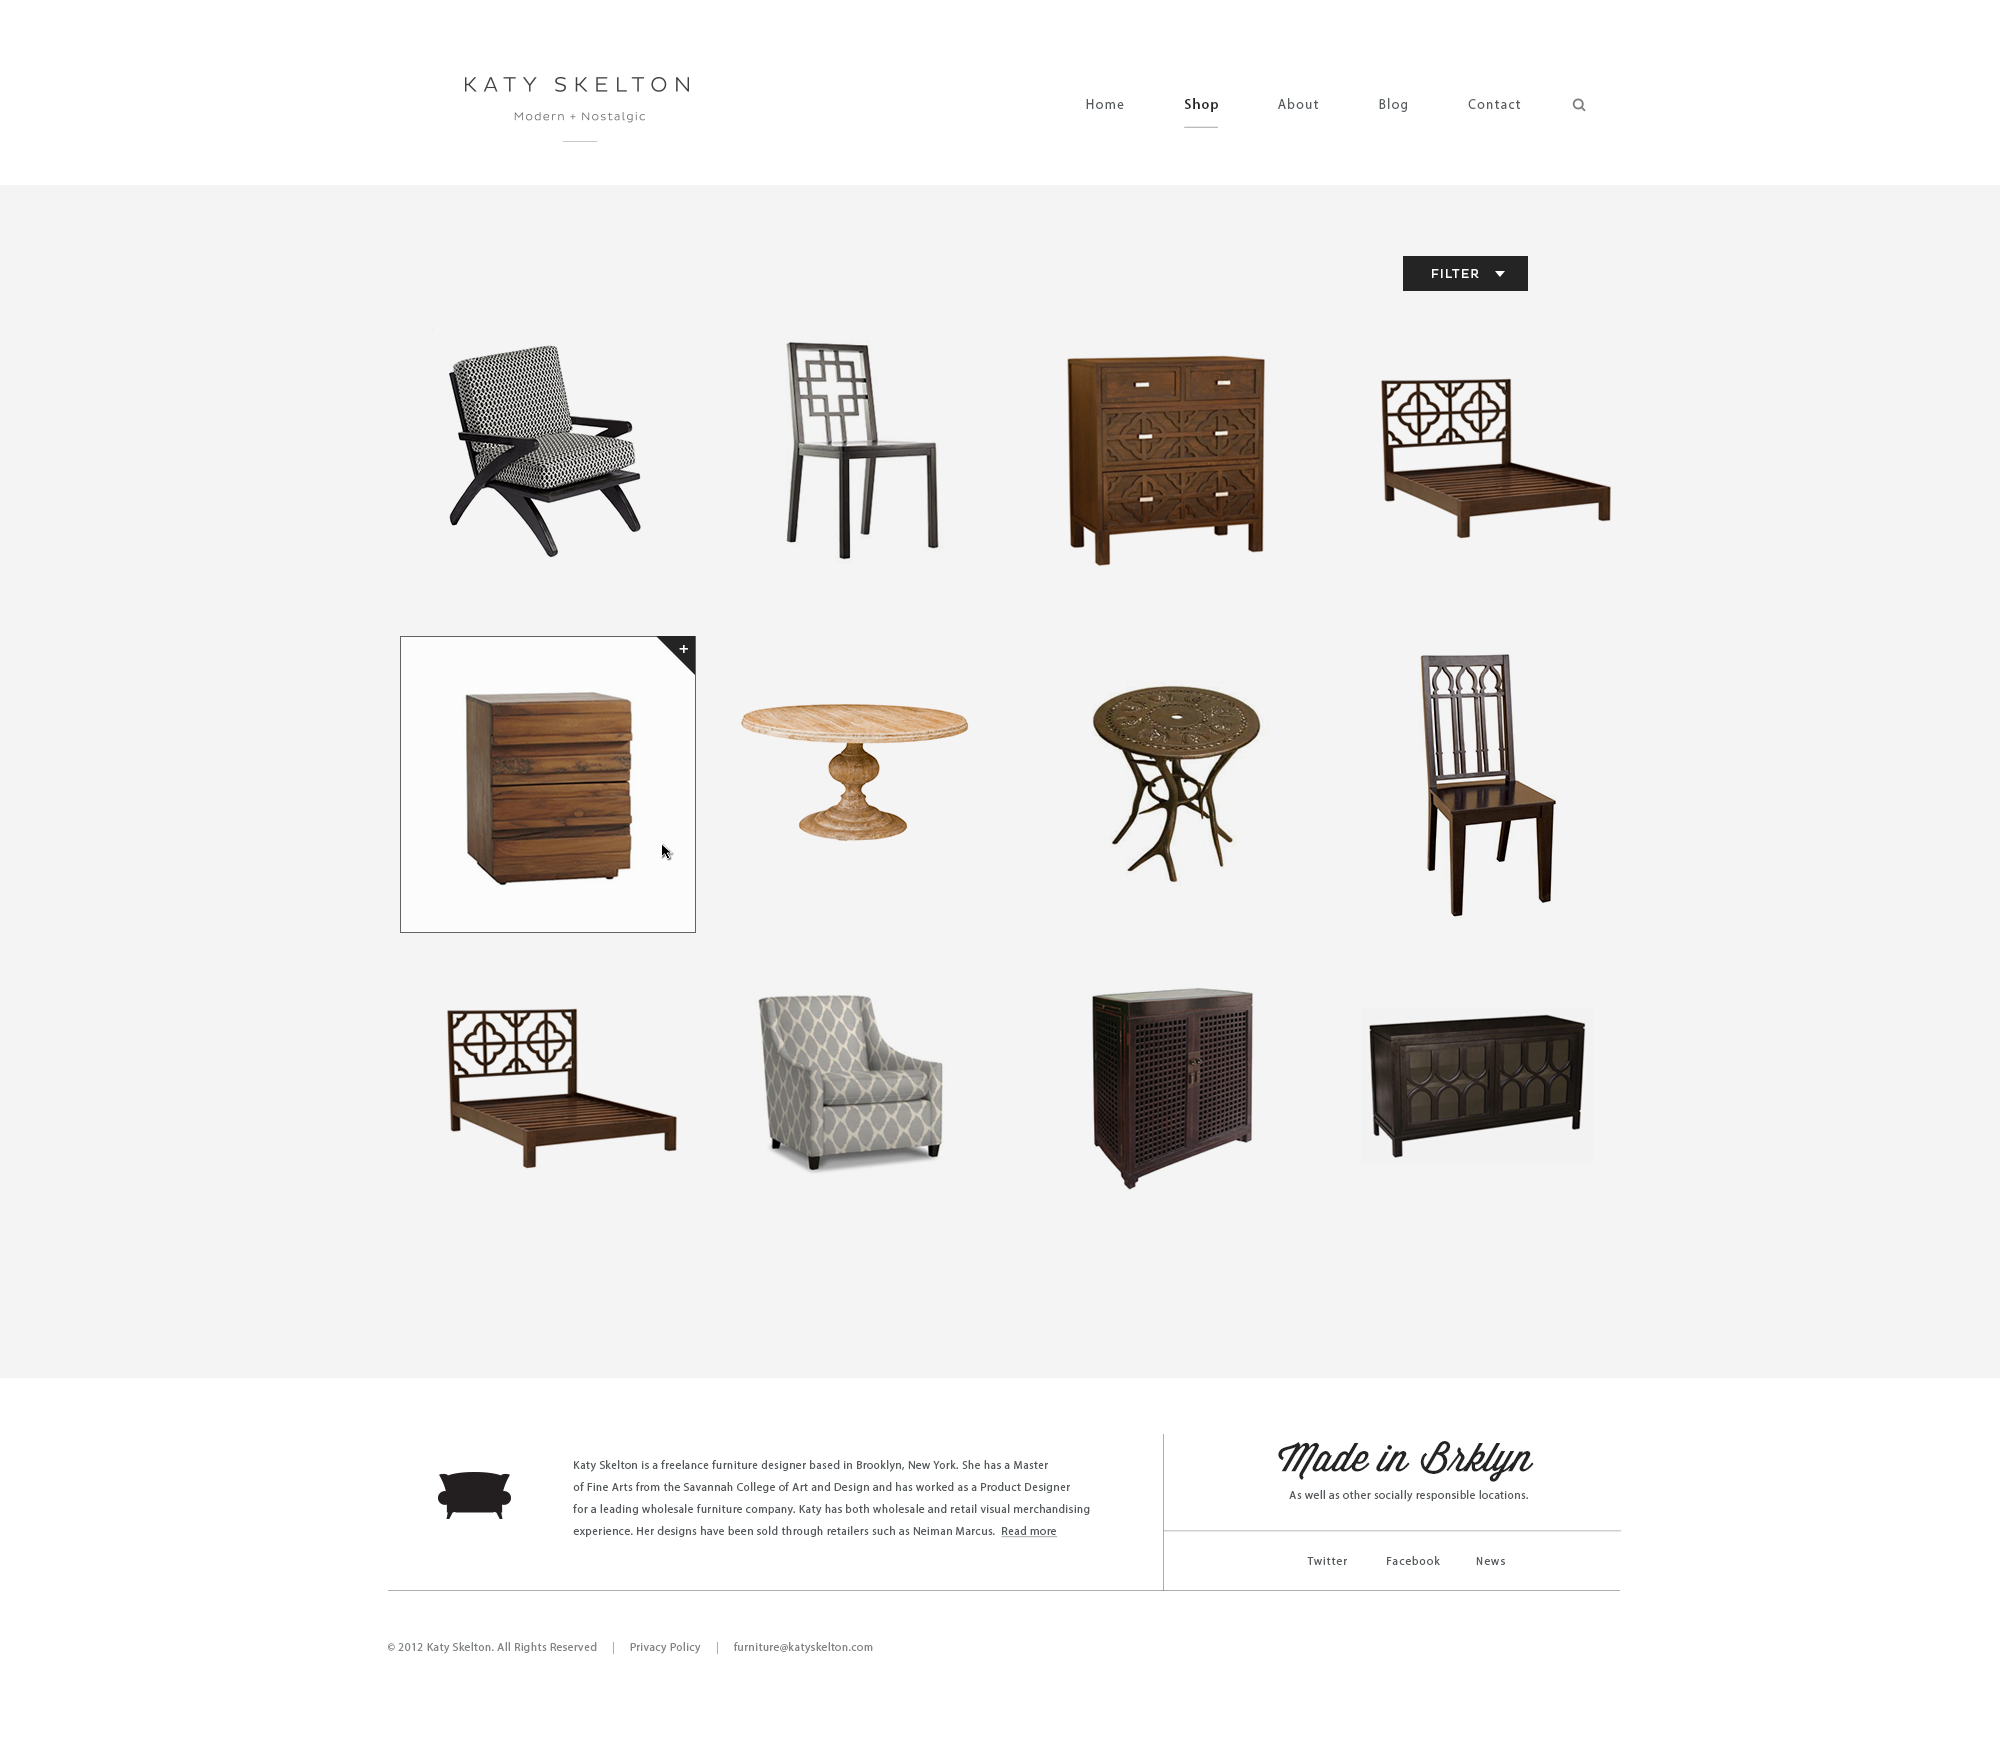 KATY SKELTON
Modern + Nostalgic
Home Shop About Blog Contact
FILTER
+
Katy Skelton is a freelance furniture designer based in Brooklyn, New York. She has a Master
of Fine Arts from the Savannah College of Art and Design and has worked as a Product Designer
for a leading wholesale furniture company. Katy has both wholesale and retail visual merchandising
experience. Her designs have been sold through retailers such as Neiman Marcus. Read more
Made in Brklyn
As well as other socially responsible locations.
Twitter Facebook News
© 2012 Katy Skelton. All Rights Reserved | Privacy Policy | furniture@katyskelton.com